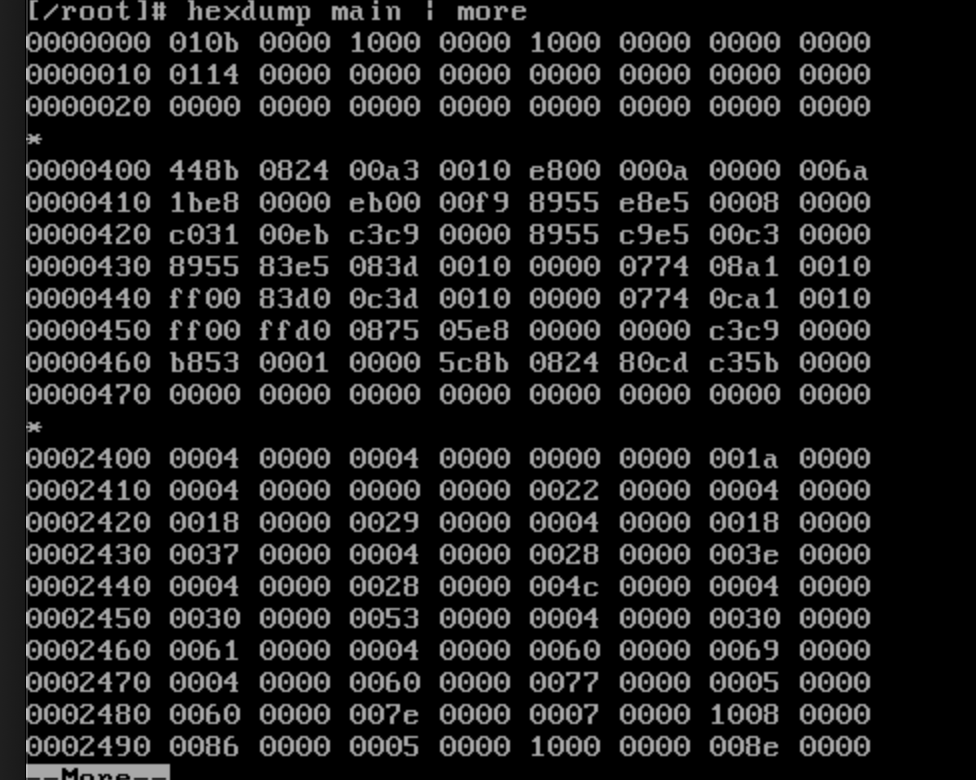 [/root]# hexdump main | more
0000000 010b 0000 1000 0000 1000 0000 0000 0000
0000010 0114 0000 0000 0000 0000 0000 0000 0000
0000020 0000 0000 0000 0000 0000 0000 0000 0000
*
0000400 448b 0824 00a3 0010 e800 000a 0000 006a
0000410 1be8 0000 eb00 00f9 8955 e8e5 0008 0000
0000420 c031 00eb c3c9 0000 8955 c9e5 00c3 0000
0000430 8955 83e5 083d 0010 0000 0774 08a1 0010
0000440 ff00 83d0 0c3d 0010 0000 0774 0ca1 0010
0000450 ff00 ffd0 0875 05e8 0000 0000 c3c9 0000
0000460 b853 0001 0000 5c8b 0824 80cd c35b 0000
0000470 0000 0000 0000 0000 0000 0000 0000 0000
*
0002400 0004 0000 0004 0000 0000 0000 001a 0000
0002410 0004 0000 0000 0000 0022 0000 0004 0000
0002420 0018 0000 0029 0000 0004 0000 0018 0000
0002430 0037 0000 0004 0000 0028 0000 003e 0000
0002440 0004 0000 0028 0000 004c 0000 0004 0000
0002450 0030 0000 0053 0000 0004 0000 0030 0000
0002460 0061 0000 0004 0000 0060 0000 0069 0000
0002470 0004 0000 0060 0000 0077 0000 0005 0000
0002480 0060 0000 007e 0000 0007 0000 1008 0000
0002490 0086 0000 0005 0000 1000 0000 008e 0000
--More--